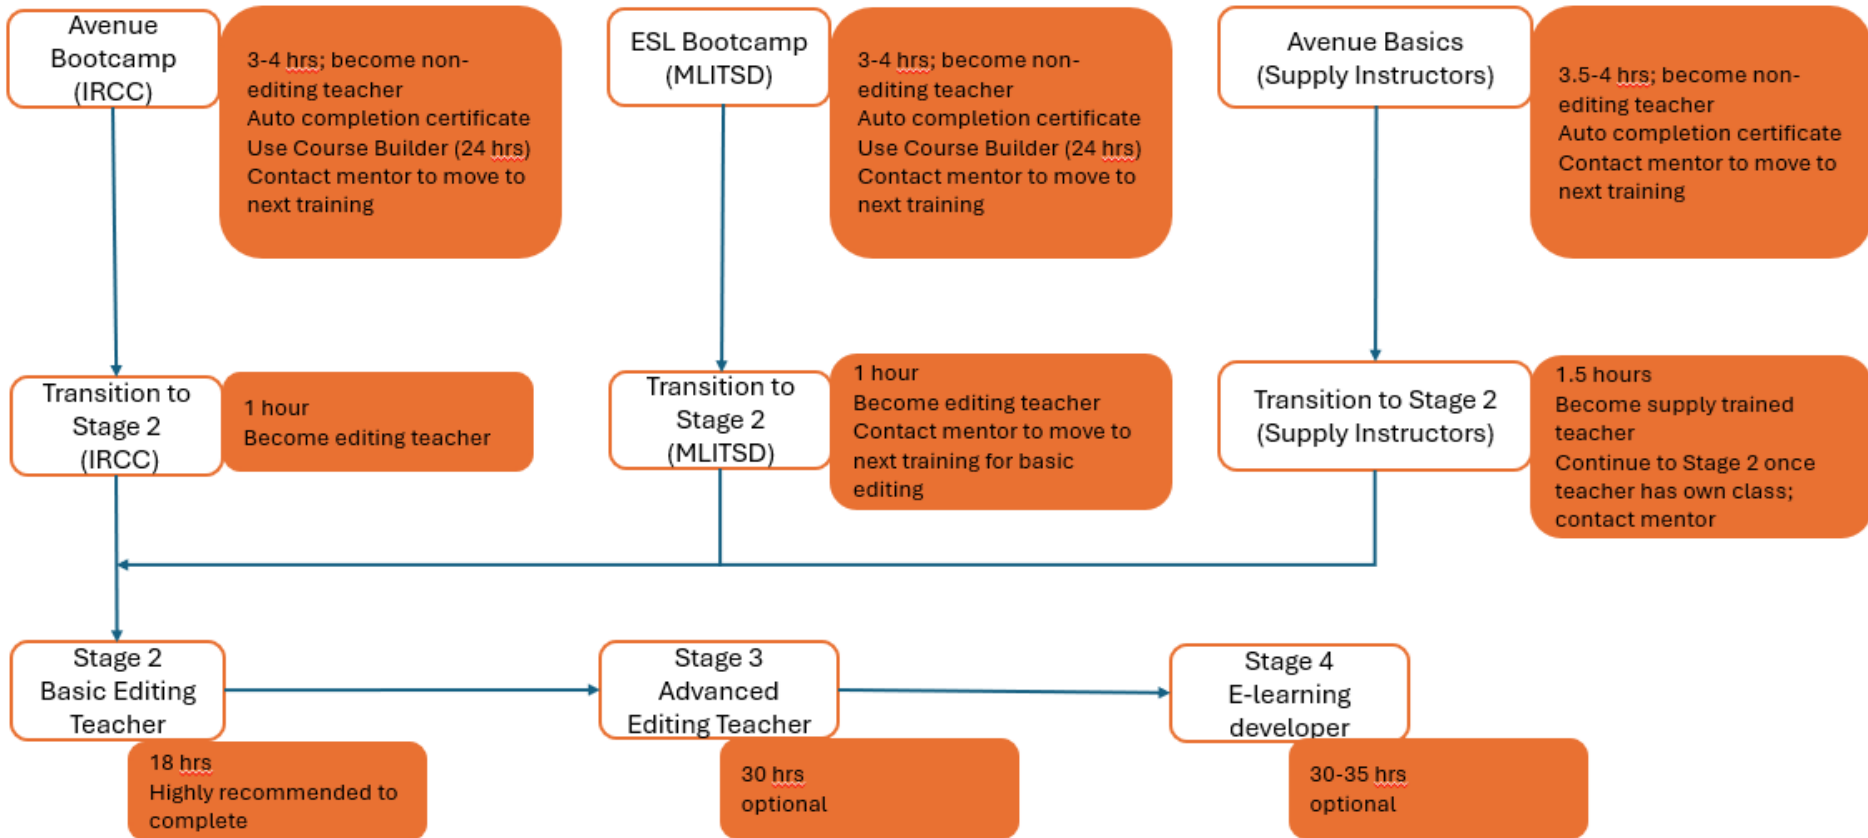 Avenue
Bootcamp
(IRCC)
3-4 hrs; become non-
editing teacher
Auto completion certificate
Use Course Builder (24 hrs)
Contact mentor to move to
next training
ESL Bootcamp
(MLITSD)
3-4 hrs; become non-
editing teacher
Auto completion certificate
Use Course Builder (24 hrs)
Contact mentor to move to
next training
Avenue Basics
(Supply Instructors)
3.5-4 hrs; become non-
editing teacher
Auto completion certificate
Contact mentor to move to
next training
Transition to
Stage 2
(IRCC)
1 hour
Become editing teacher
Transition to
Stage 2
(MLITSD)
1 hour
Become editing teacher
Contact mentor to move to
next training for basic
editing
Transition to Stage 2
(Supply Instructors)
1.5 hours
Become supply trained
teacher
Continue to Stage 2 once
teacher has own class;
contact mentor
Stage 2
Basic Editing
Teacher
18 hrs
Highly recommended to
complete
Stage 3
Advanced
Editing Teacher
30 hrs
optional
Stage 4
E-learning
developer
30-35 hrs
optional